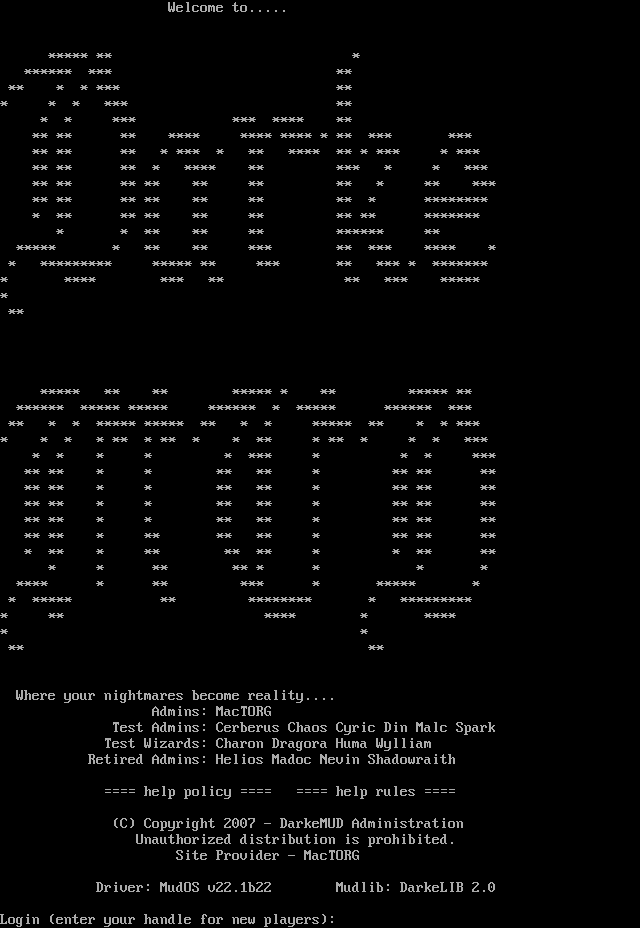 Welcome to.....
Darke
MUD
Where your nightmares become reality....
Admins: MacTORG
Test Admins: Cerberus Chaos Cyric Din Malc Spark
Test Wizards: Charon Dragora Huma Wylliam
Retired Admins: Helios Madoc Nevin Shadowraith
==== help policy ==== ==== help rules ====
(C) Copyright 2007 - DarkeMUD Administration
Unauthorized distribution is prohibited.
Site Provider - MacTORG
Driver: MudOS v22.1b22 Mudlib: DarkeLIB 2.0
Login (enter your handle for new players):